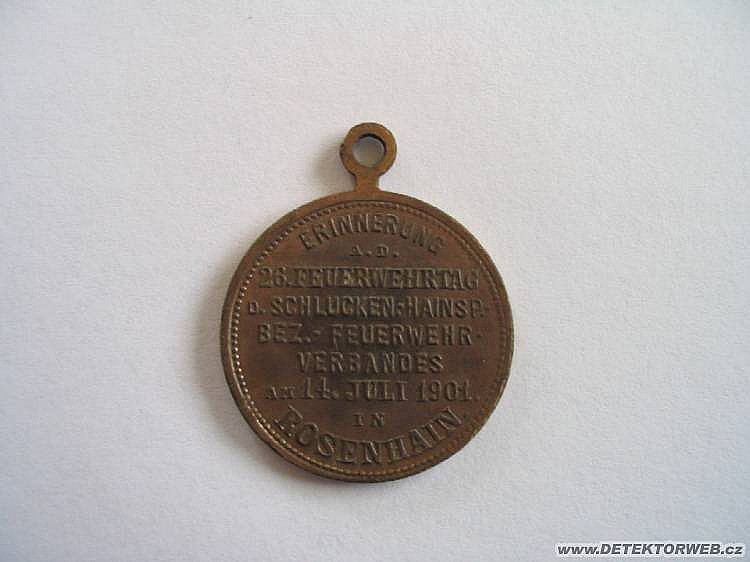 ERINNERUNG
A.D.
26. FEUERWEHRTAG
D. SCHLUCKEN.-HAINSP.-
BEZ.- FEUERWEHR-
VERBANDES
AM 14. JULI 1901.
IN
ROSENHAIN.
www.DETEKTORWEB.cz